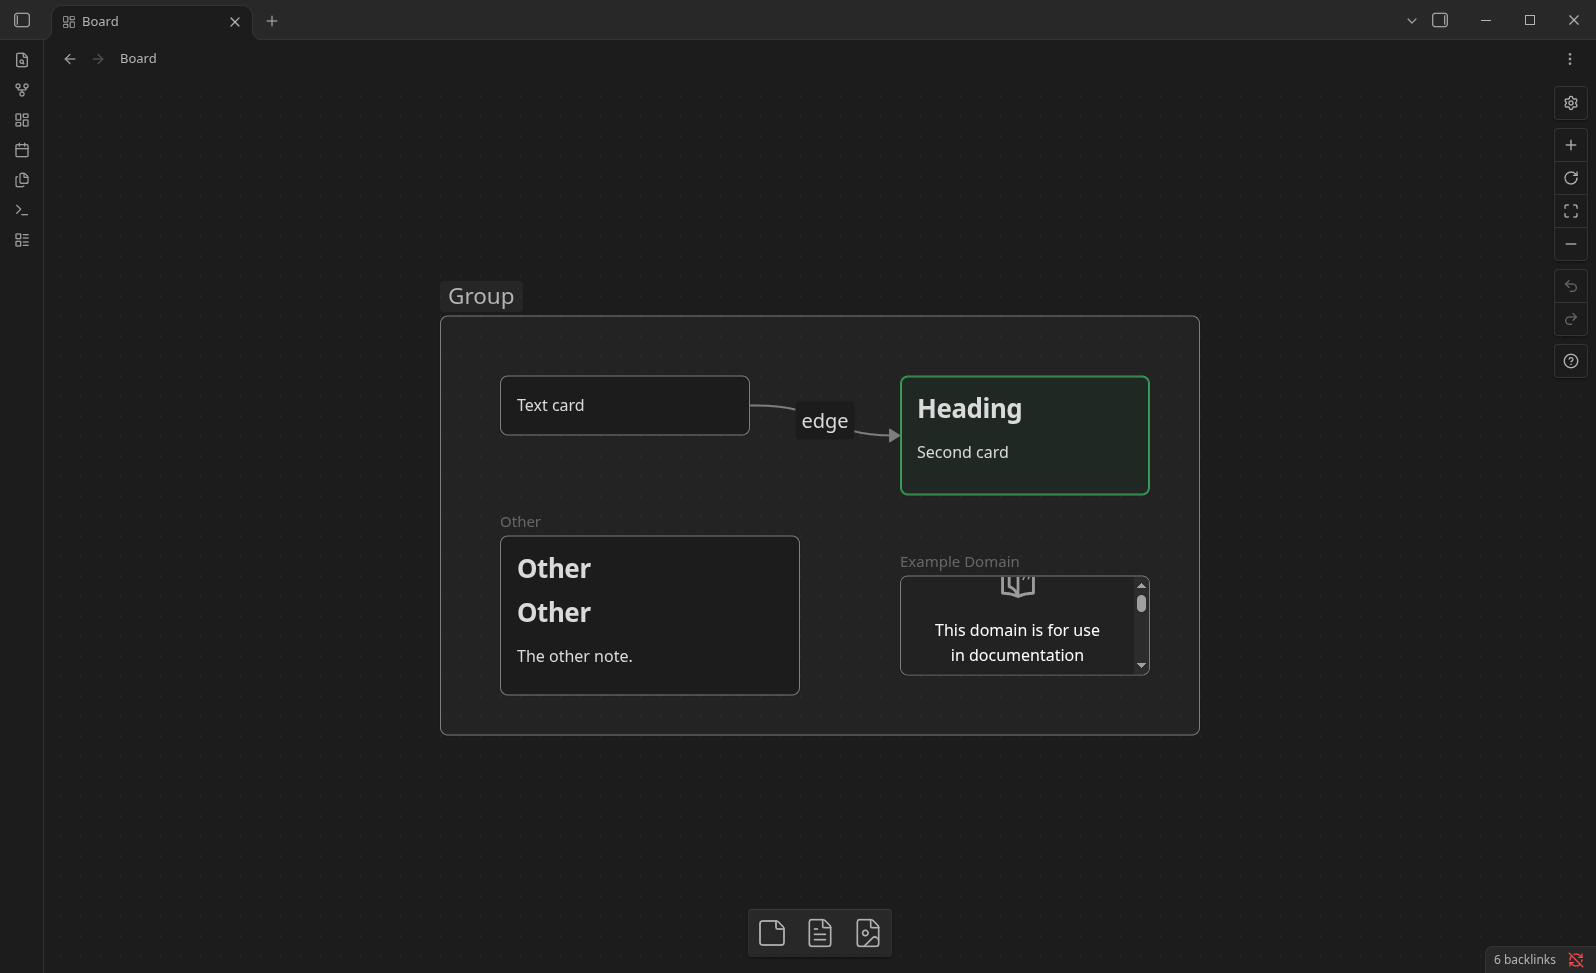 Board
Board
Group
Text card
edge
Heading
Second card
Other
Other
Other
The other note.
Example Domain
This domain is for use
in documentation
6 backlinks